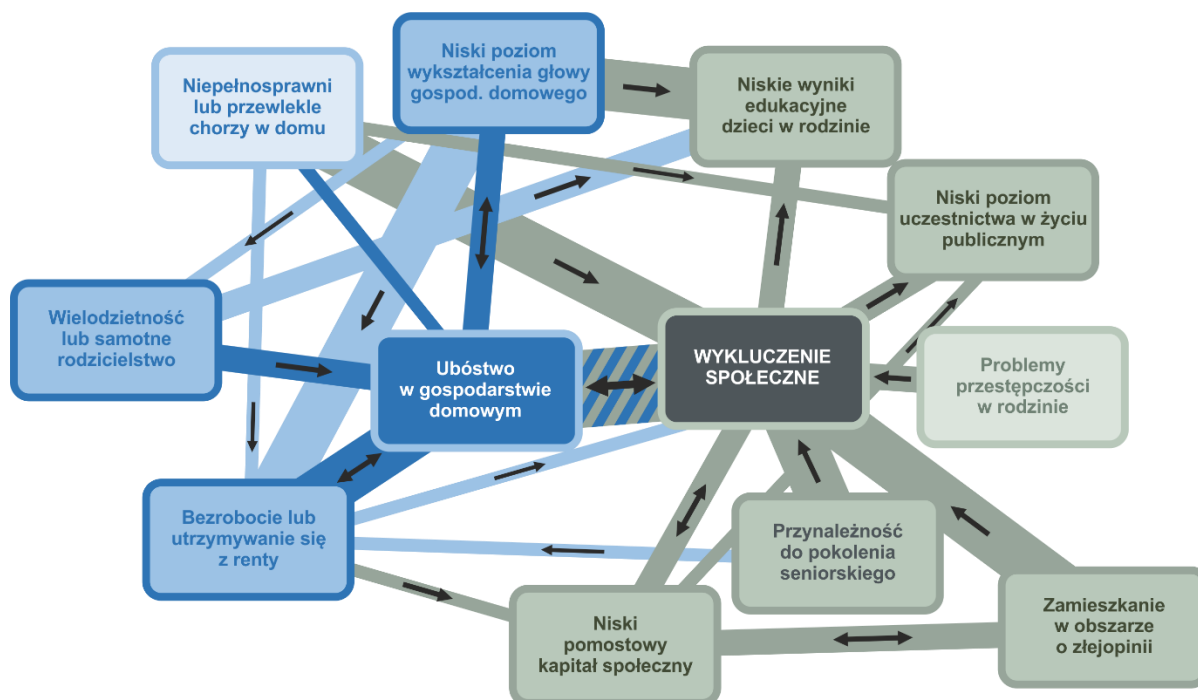 Niski poziom
wykształcenia głowy
gospod. domowego
Niepełnosprawni
lub przewlekle
chorzy w domu
Niskie wyniki
edukacyjne
dzieci w rodzinie
Niski poziom
uczestnictwa w życiu
publicznym
Wielodzietność
lub samotne
rodzicielstwo
Ubóstwo
w gospodarstwie
domowym
WYKLUCZENIE
SPOŁECZNE
Problemy
przestępczości
w rodzinie
Bezrobocie lub
utrzymywanie się
z renty
Przynależność
do pokolenia
seniorskiego
Niski
pomostowy
kapitał społeczny
Zamieszkanie
w obszarze
o złejopinii